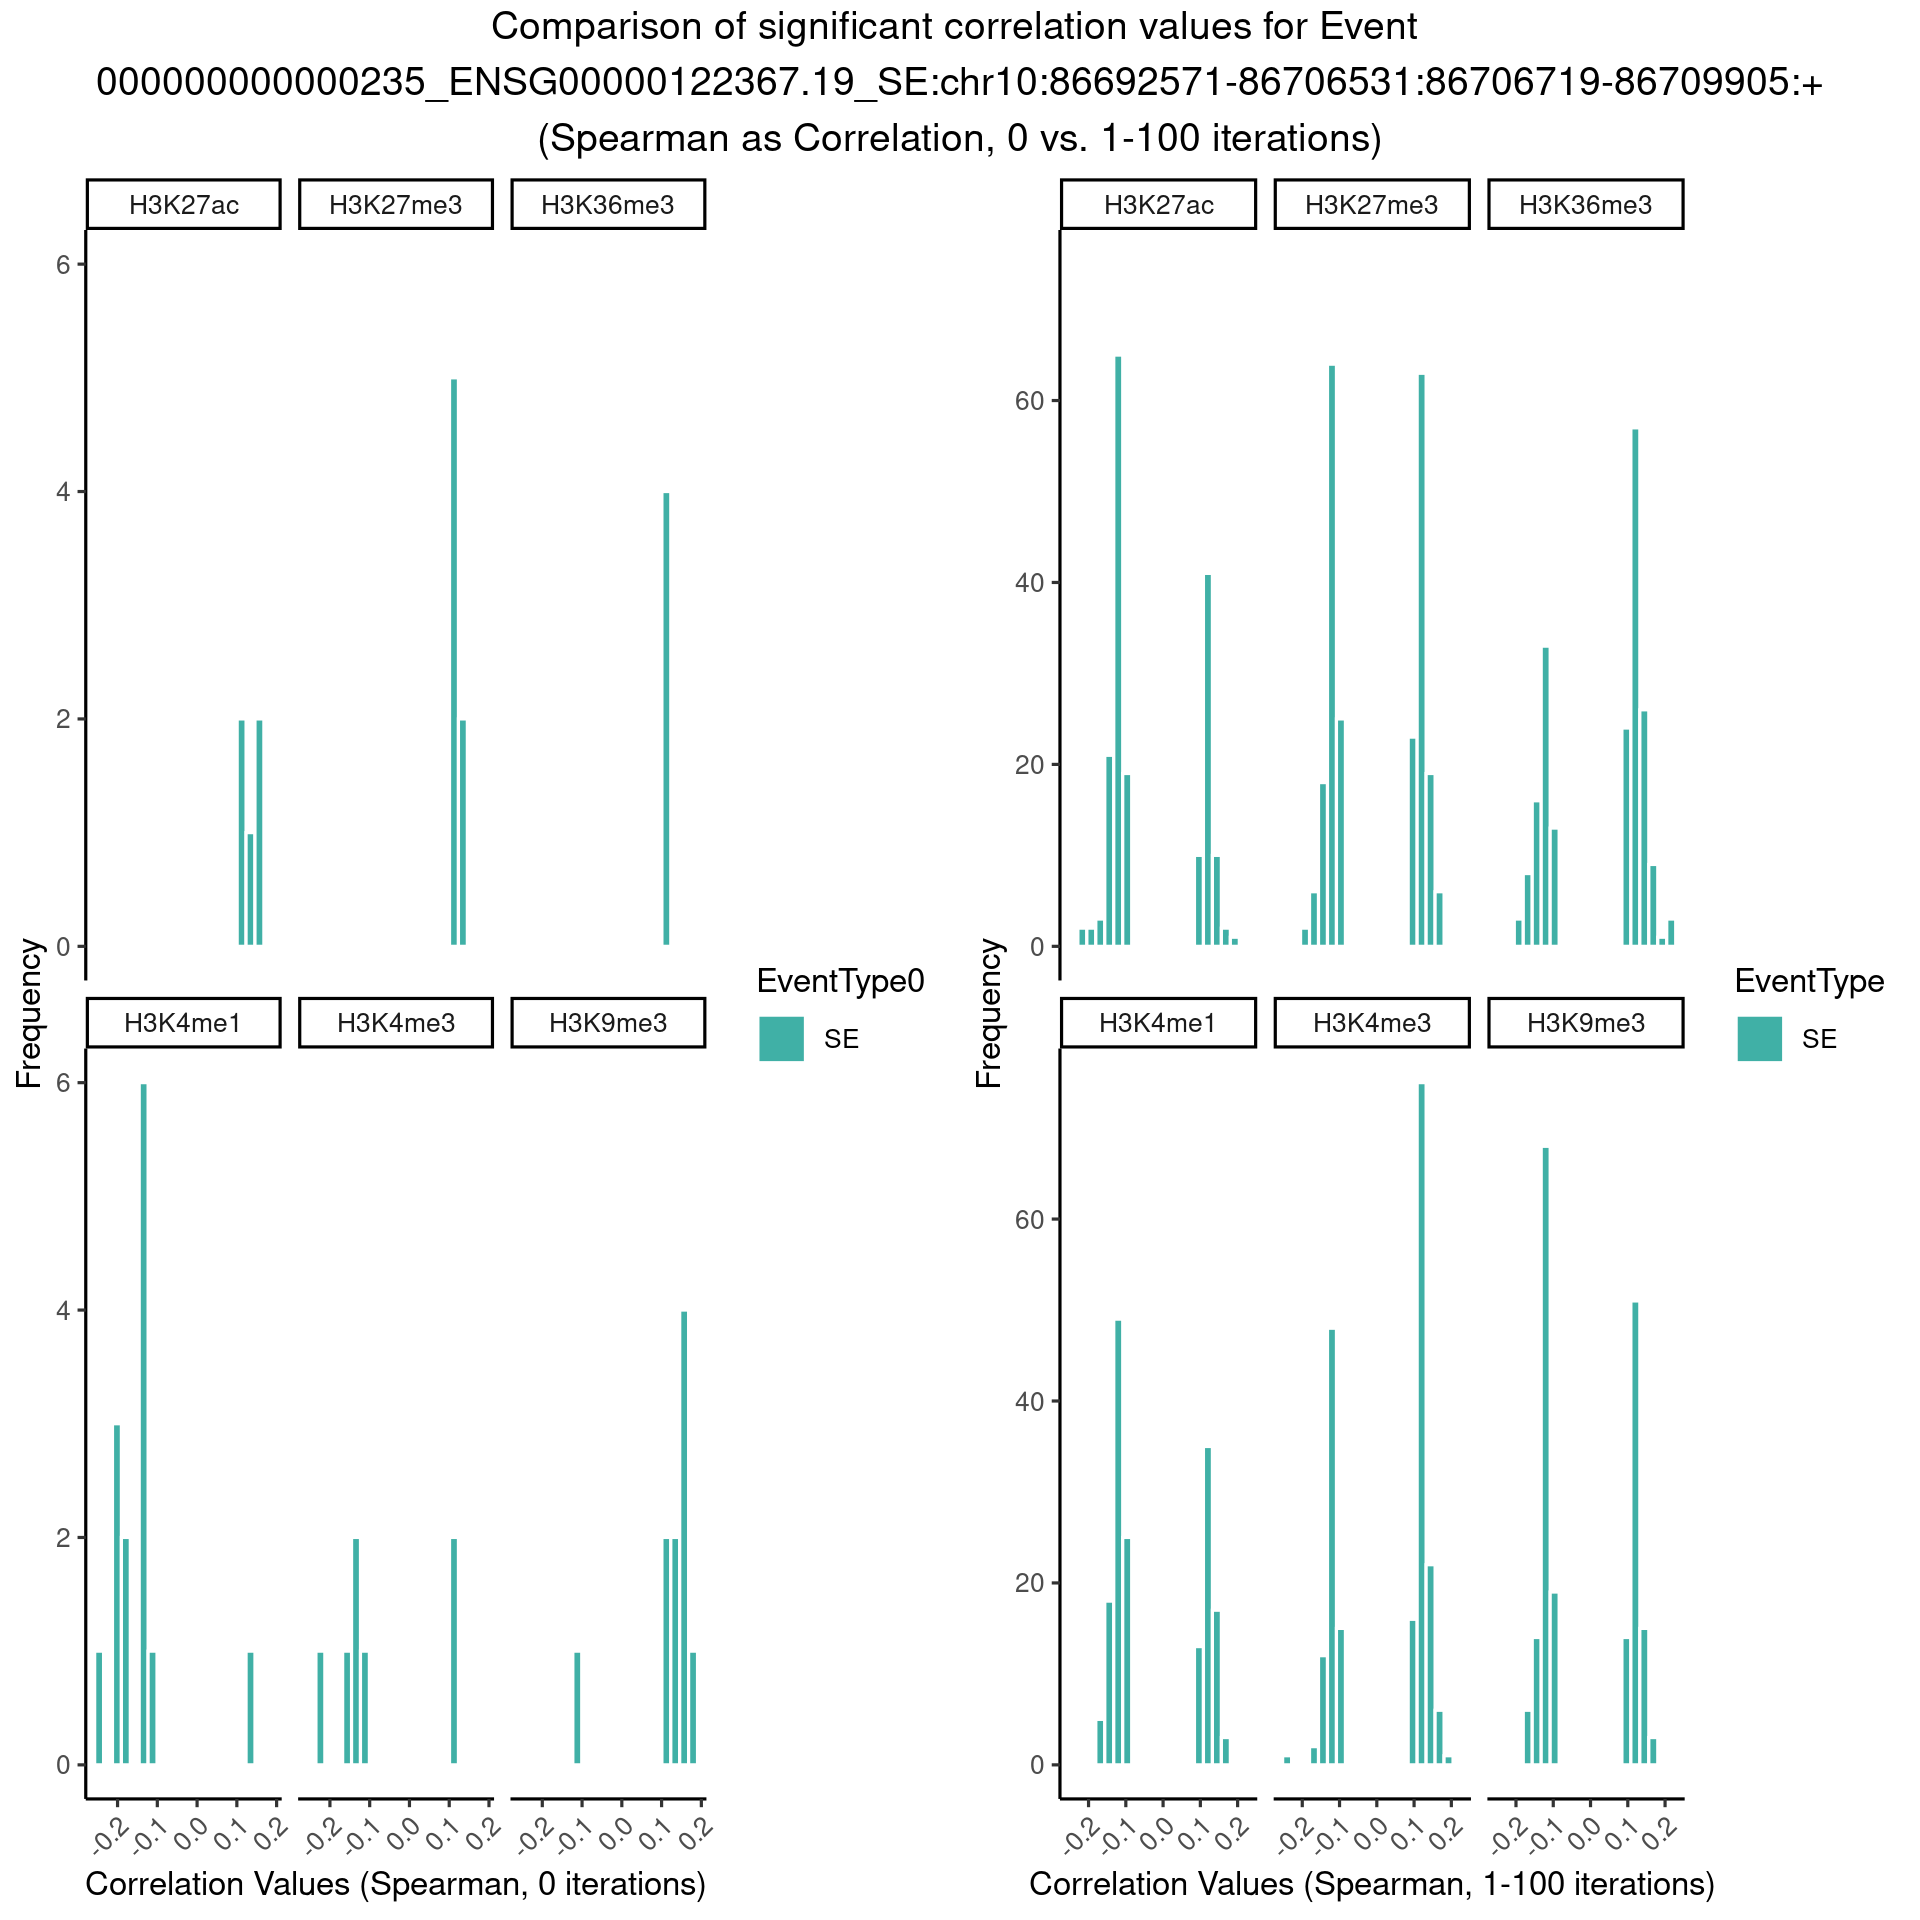 Comparison of significant correlation values for Event
000000000000235_ENSG00000122367.19_SE:chr10:86692571-86706531:86706719-86709905:+
(Spearman as Correlation, 0 vs. 1-100 iterations)
H3K27ac H3K27me3 H3K36me3
6
4
2
0
H3K4me1 H3K4me3 H3K9me3
6
4
2
0
-0.2 -0.1 0.0 0.1 0.2 -0.2 -0.1 0.0 0.1 0.2 -0.2 -0.1 0.0 0.1 0.2
Correlation Values (Spearman, 0 iterations)
Frequency
EventType0
SE
H3K27ac H3K27me3 H3K36me3
60
40
20
0
H3K4me1 H3K4me3 H3K9me3
60
40
20
0
-0.2 -0.1 0.0 0.1 0.2 -0.2 -0.1 0.0 0.1 0.2 -0.2 -0.1 0.0 0.1 0.2
Correlation Values (Spearman, 1-100 iterations)
Frequency
EventType
SE